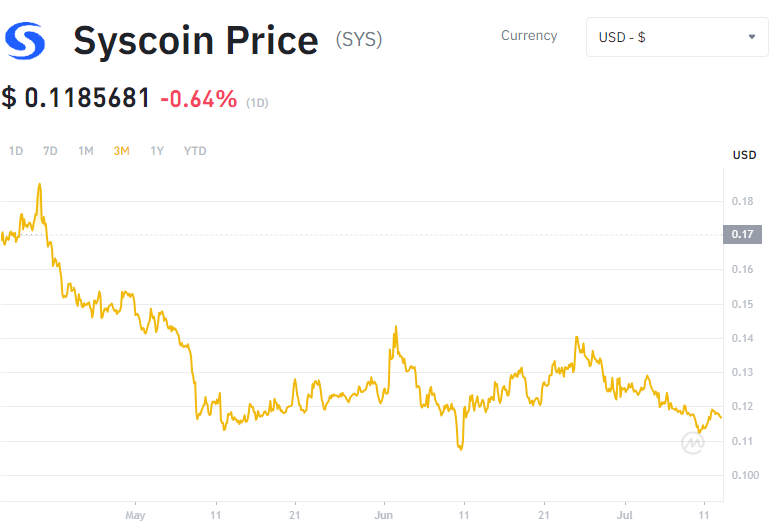 Syscoin Price (SYS)
Currency
USD - $
$ 0.1185681 -0.64% (1D)
1D 7D 1M 3M 1Y YTD
USD
0.18
0.17
0.16
0.15
0.14
0.13
0.12
0.11
0.100
May 11 21 Jun 11 21 Jul 11